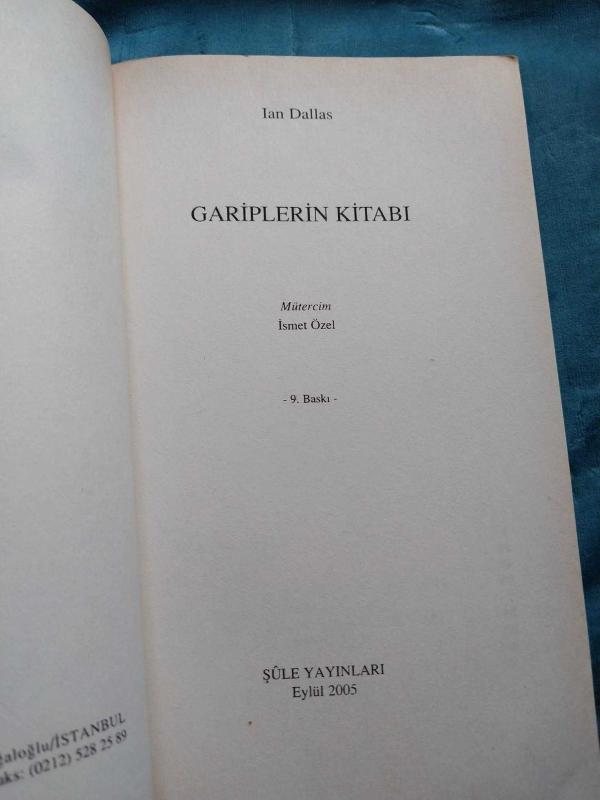 Ian Dallas
GARİPLERİN KİTABI
Mütercim
İsmet Özel
- 9. Baskı -
ŞÛLE YAYINLARI
Eylül 2005
ğaloğlu/İSTANBUL
aks: (0212) 528 25 89